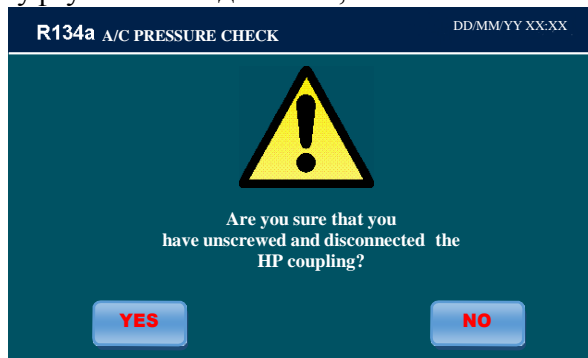 R134a A/C PRESSURE CHECK DD/MM/YY XX:XX
Are you sure that you
have unscrewed and disconnected the
HP coupling?
YES NO